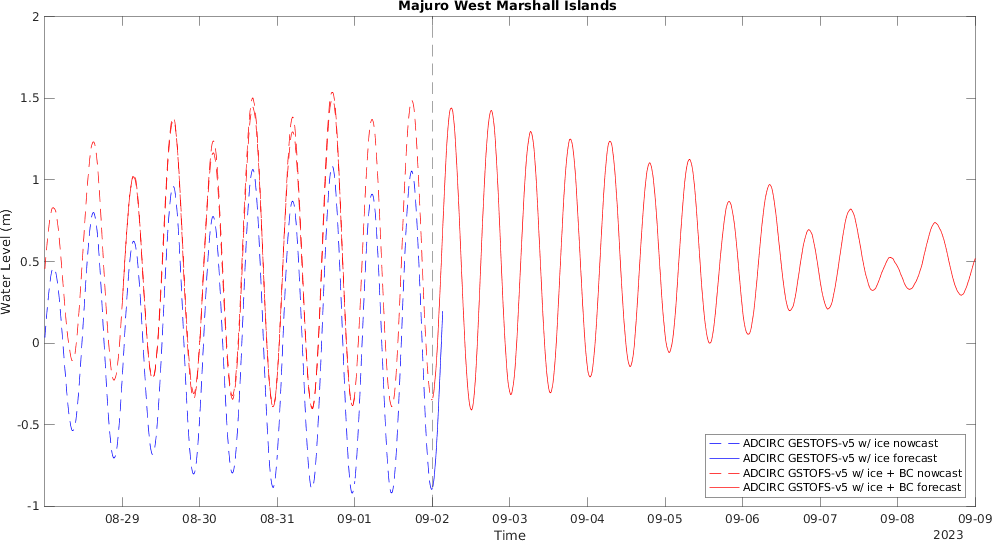 Majuro West Marshall Islands
2
1.5
1
0.5
0
-0.5
-1
Water Level (m)
ADCIRC GESTOFS-v5 w/ ice nowcast
ADCIRC GESTOFS-v5 w/ ice forecast
ADCIRC GSTOFS-v5 w/ ice + BC nowcast
ADCIRC GSTOFS-v5 w/ ice + BC forecast
08-29 08-30 08-31 09-01 09-02 09-03 09-04 09-05 09-06 09-07 09-08 09-09
Time
2023